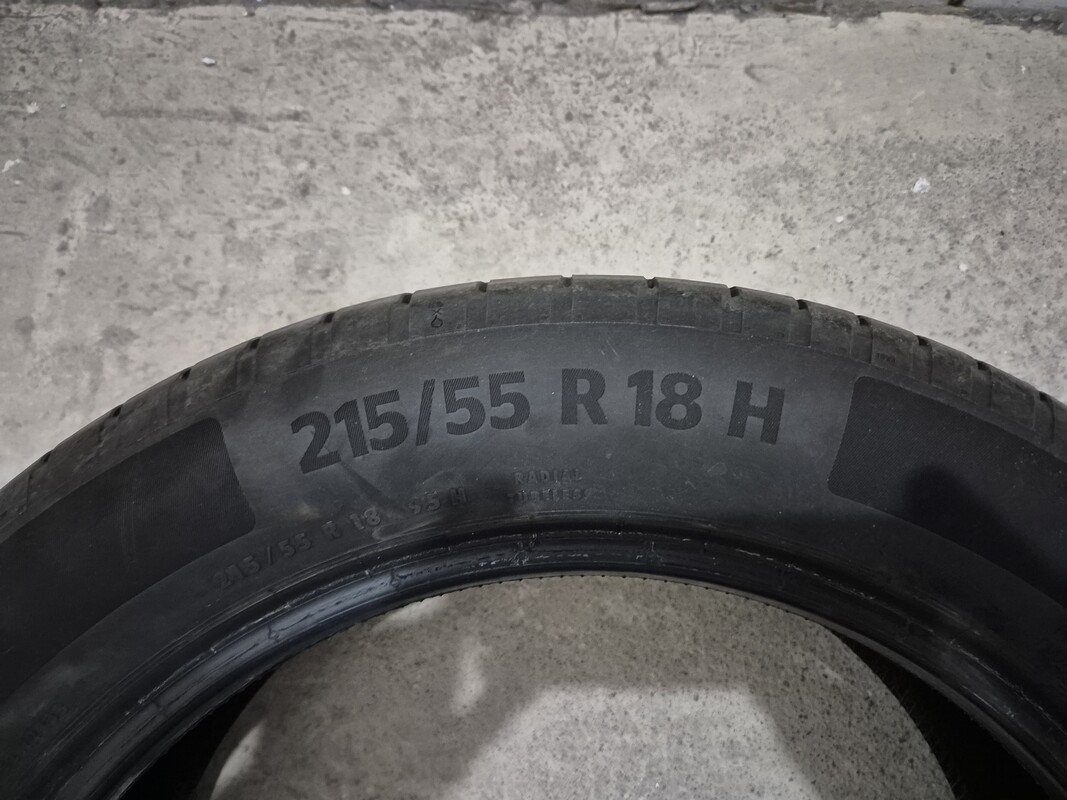 215/55 R 18 H
215/55 R 18 95 H
RADIAL
TUBELESS